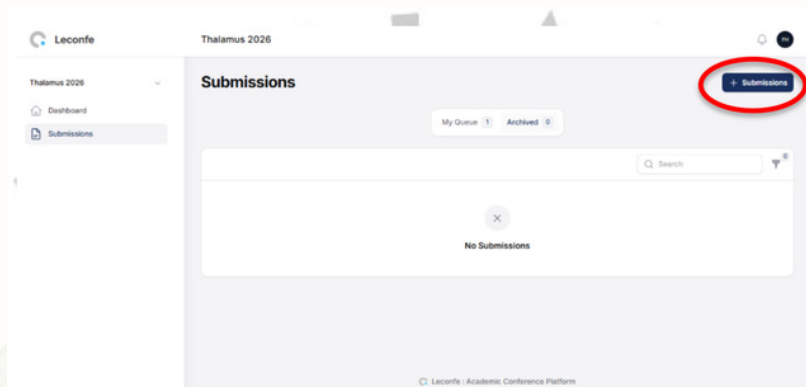 Leconfe
Thalamus 2026
Thalamus 2026
Dashboard
Submissions
Submissions
+ Submissions
My Queue 1 Archived 0
Search
0
No Submissions
Leconfe : Academic Conference Platform